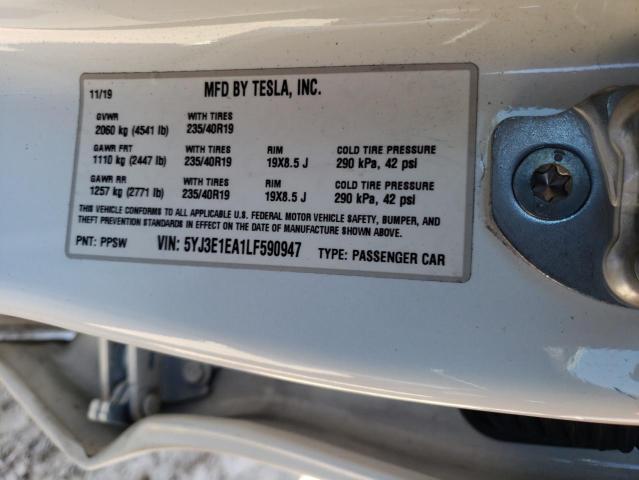 11/19 MFD BY TESLA, INC.
GVWR WITH TIRES
2060 kg (4541 lb) 235/40R19
GAWR FRT WITH TIRES RIM COLD TIRE PRESSURE
1110 kg (2447 lb) 235/40R19 19X8.5 J 290 kPa, 42 psi
GAWR RR WITH TIRES RIM COLD TIRE PRESSURE
1257 kg (2771 lb) 235/40R19 19X8.5 J 290 kPa, 42 psi
THIS VEHICLE CONFORMS TO ALL APPLICABLE U.S. FEDERAL MOTOR VEHICLE SAFETY, BUMPER, AND
THEFT PREVENTION STANDARDS IN EFFECT ON THE DATE OF MANUFACTURE SHOWN ABOVE.
PNT: PPSW VIN: 5YJ3E1EA1LF590947 TYPE: PASSENGER CAR